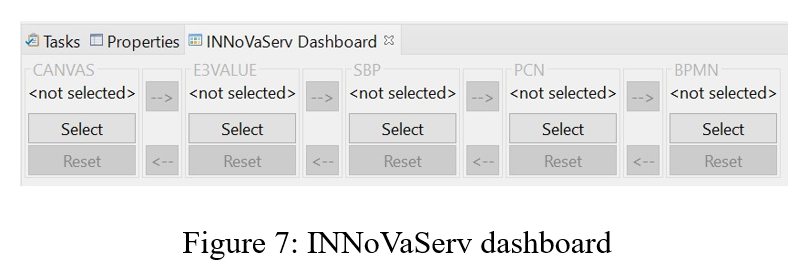 Tasks Properties INNoVaServ Dashboard
CANVAS E3VALUE SBP PCN BPMN
<not selected> --> <not selected> --> <not selected> --> <not selected> --> <not selected>
Select Select Select Select Select
Reset <-- Reset <-- Reset <-- Reset <-- Reset
Figure 7: INNoVaServ dashboard